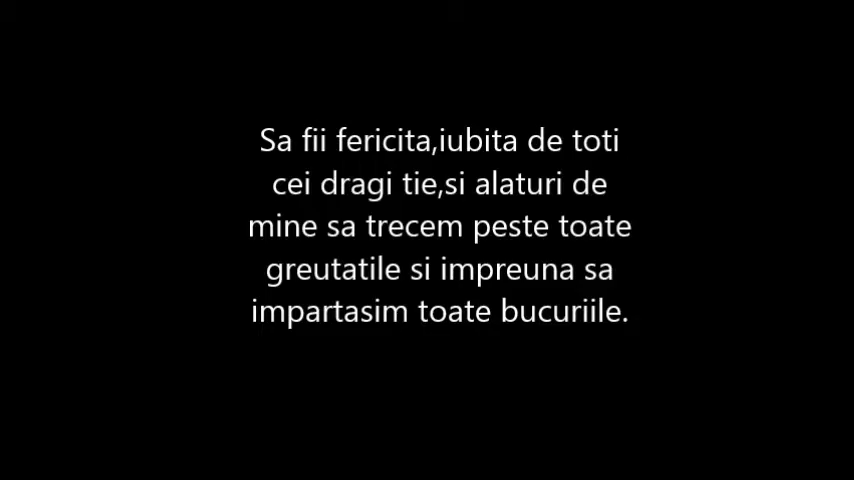 Sa fii fericita,iubita de toti
cei dragi tie,si alaturi de
mine sa trecem peste toate
greutatile si impreuna sa
impartasim toate bucuriile.